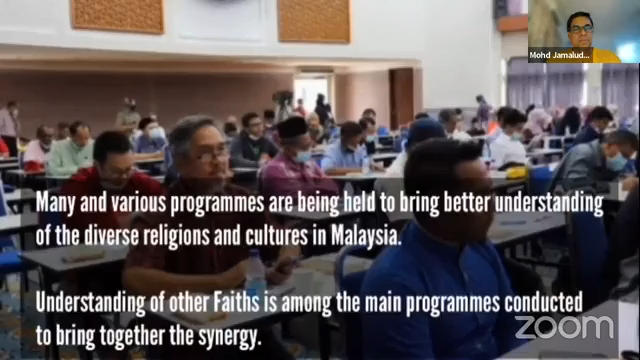 Mohd Jamalud...
Many and various programmes are being held to bring better understanding
of the diverse religions and cultures in Malaysia.
Understanding of other Faiths is among the main programmes conducted
to bring together the synergy.
zoom